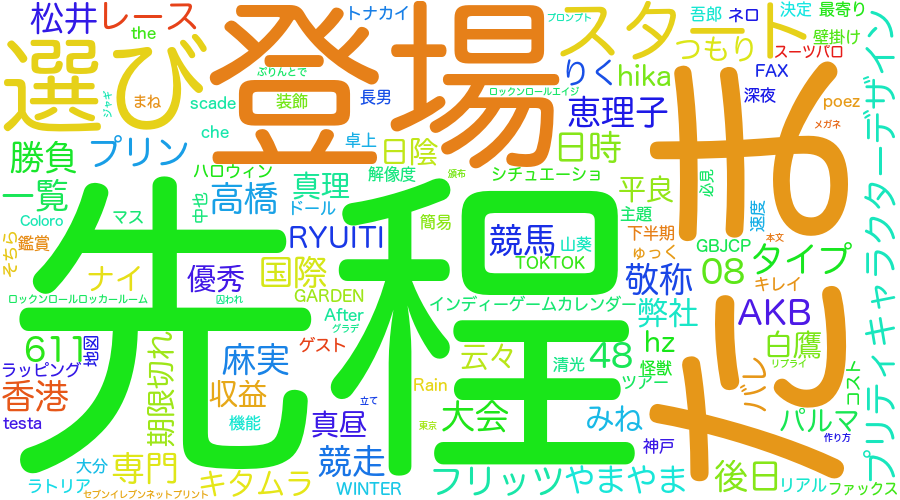 トナカイ
プロンプト
吾郎
ネロ
決定
最寄り
松井
レース
the
登場
スタート
つもり
壁掛け
スーツパロ
選び
ぷりんとで
りく
hika
FAX
ロックンロールエイジ
ジャギ
まね
scade
装飾
長男
深夜
poez
メガネ
恵理子
che
卓上
日陰
日時
まだ
勝負
プリン
ハロウィン
解像度
頒布
シチュエーショ
必見
一覧
高橋
真理
簡易
平良
主題
速度
Coloro
マス
中也
ドール
RYUITI
競馬
山葵
下半期
本文
そちら
鑑賞
優秀
国際
TOKTOK
ゅっく
GBJCP
タイプ
ナイ
敬称
08
キレイ
ロックンロールロッカールーム
囚われ
GARDEN
インディーゲームカレンダー
弊社
AKB
先程
After
グラデ
611
地図
期限切れ
麻実
ゲスト
hz
白鷹
ラッピング
云々
清光
48
怪獣
バレ
リプライ
香港
収益
Rain
ツアー
コスト
testa
機能
真昼
立て
東京
大会
みね
パルマ
作り方
プリティキャラクターデザイン
大分
専門
競走
神戸
ラトリア
キタムラ
WINTER
フリッツ
やまやま
後日
リアル
ファックス
セブンイレブンネットプリント